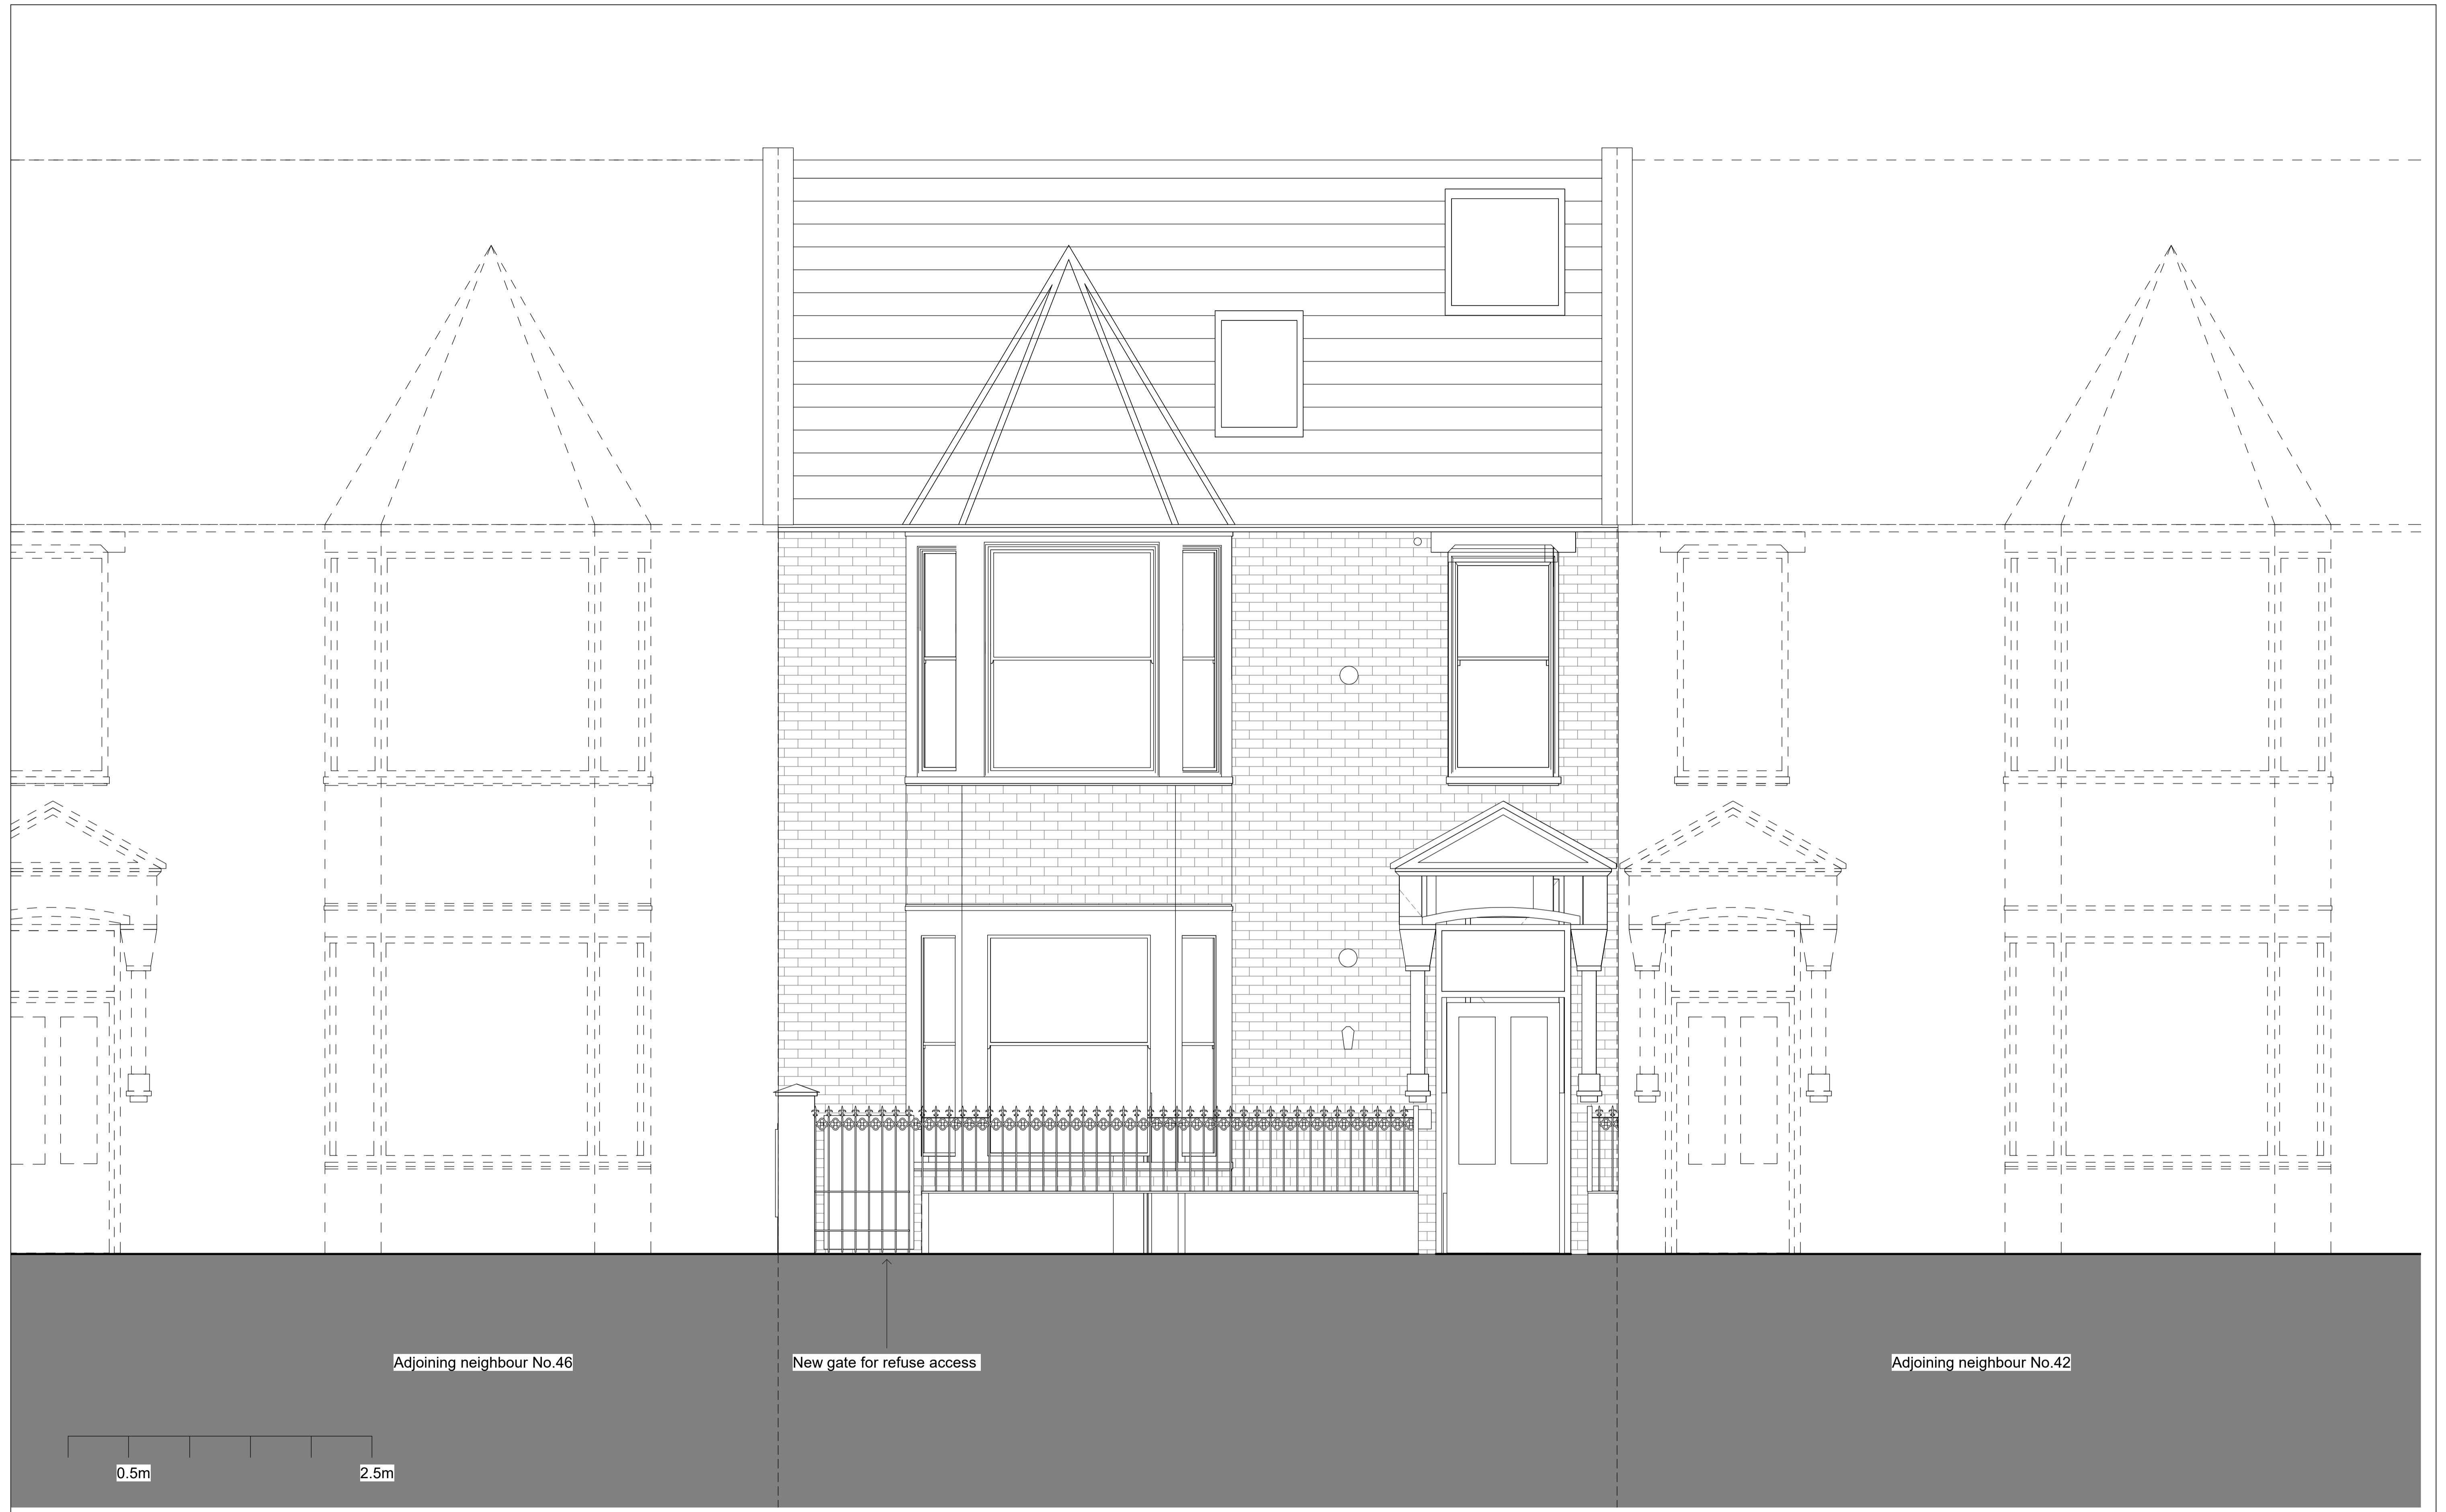 Adjoining neighbour No.46
New gate for refuse access
Adjoining neighbour No.42
0.5m
2.5m